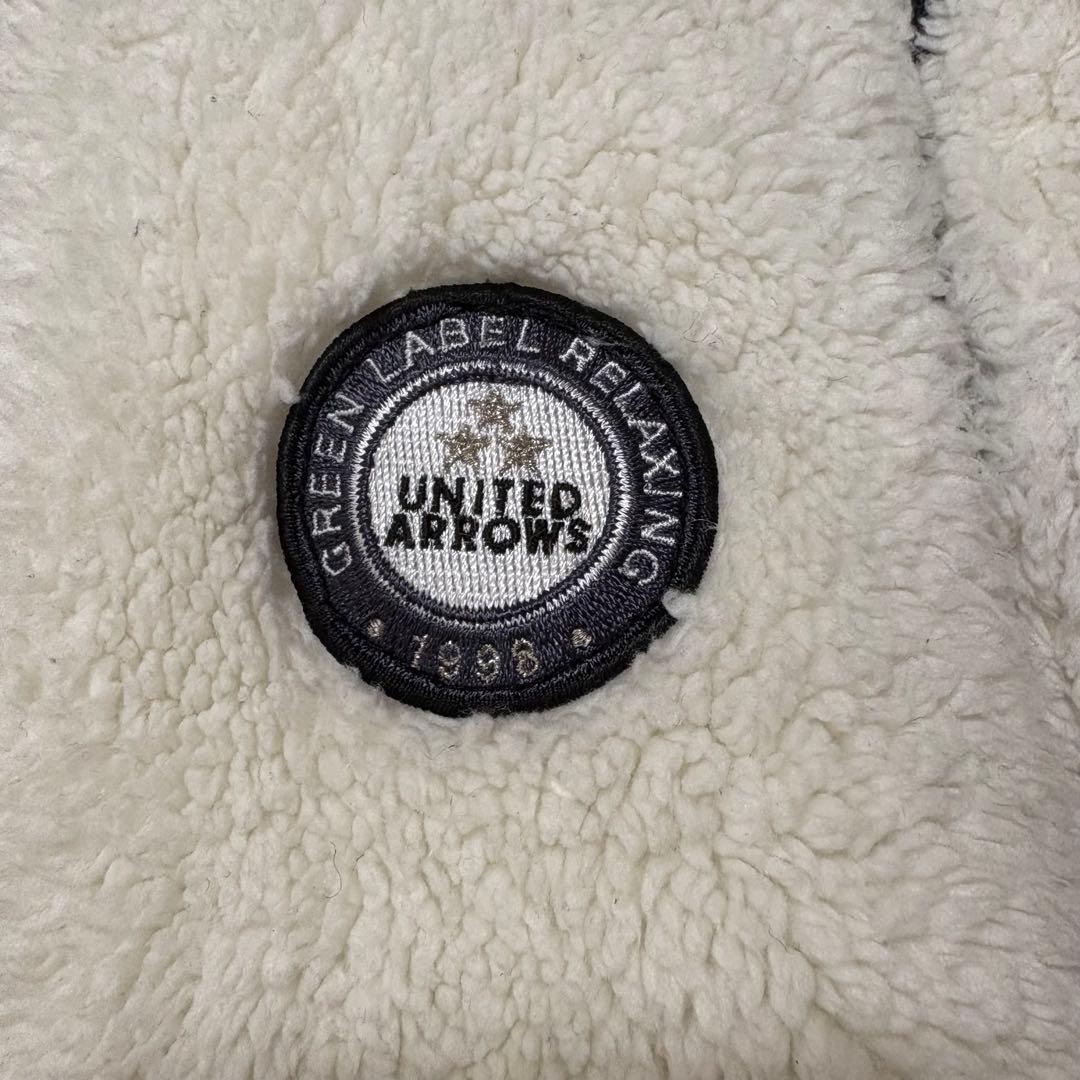 GREEN LABEL RELAXING
UNITED
ARROWS
• 1998 •